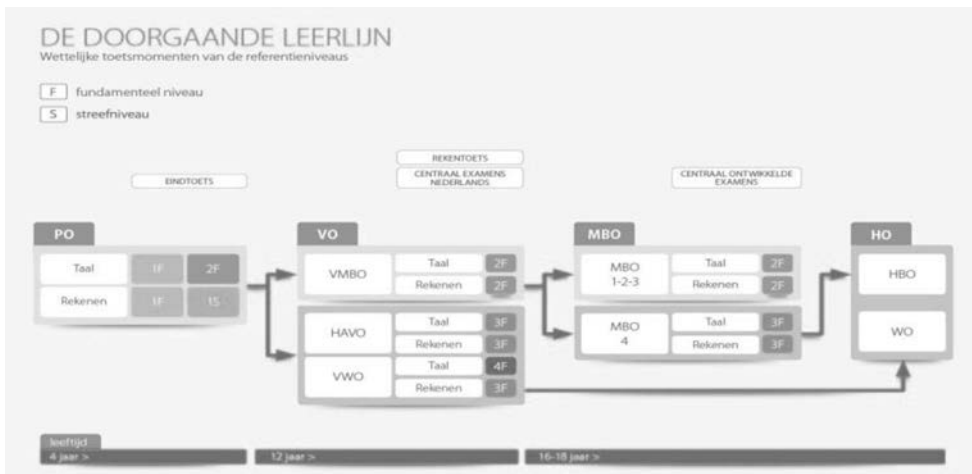 DE DOORGAANDE LEERLIJN
Wettelijke toetsmomenten van de referentieniveaus
F fundamenteel niveau
S streefniveau
EINDTOETS
REKENTOETS
CENTRAAL EXAMENS
NEDERLANDS
CENTRAAL ONTWIKKELDE
EXAMENS
PO
Taal 1F 2F
Rekenen 1F 1S
VO
VMBO
Taal 2F
Rekenen 2F
HAVO
Taal 3F
Rekenen 3F
VWO
Taal 4F
Rekenen 3F
MBO
MBO
1-2-3
Taal 2F
Rekenen 2F
MBO
4
Taal 3F
Rekenen 3F
HO
HBO
WO
leeftijd
4 jaar >
12 jaar >
16-18 jaar >